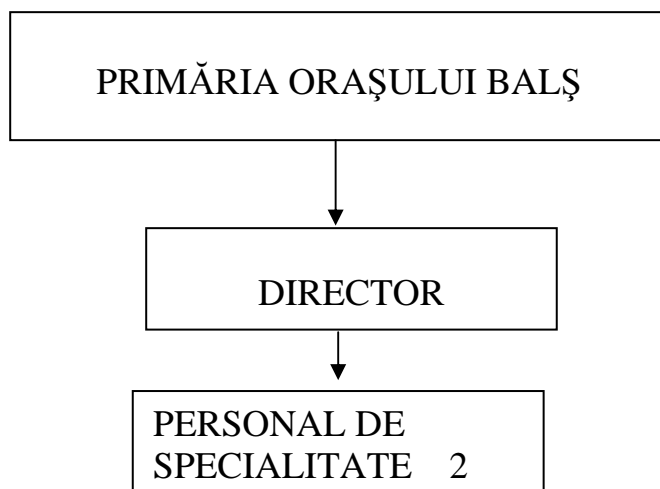 PRIMĂRIA ORAŞULUI BALŞ
DIRECTOR
PERSONAL DE
SPECIALITATE 2